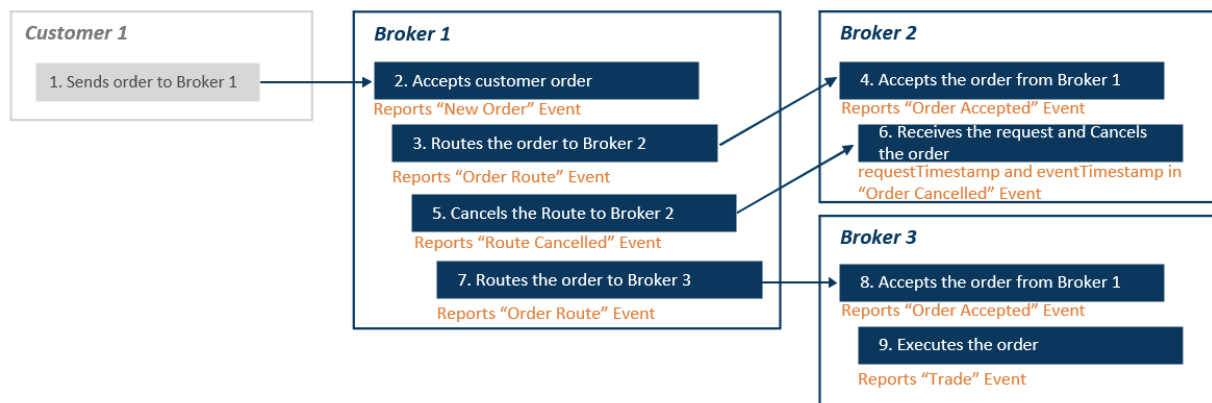 Customer 1
1. Sends order to Broker 1
Broker 1
2. Accepts customer order
Reports “New Order” Event
3. Routes the order to Broker 2
Reports “Order Route” Event
5. Cancels the Route to Broker 2
Reports “Route Cancelled” Event
7. Routes the order to Broker 3
Reports “Order Route” Event
Broker 2
4. Accepts the order from Broker 1
Reports “Order Accepted” Event
6. Receives the request and Cancels
the order
requestTimestamp and eventTimestamp in
“Order Cancelled” Event
Broker 3
8. Accepts the order from Broker 1
Reports “Order Accepted” Event
9. Executes the order
Reports “Trade” Event